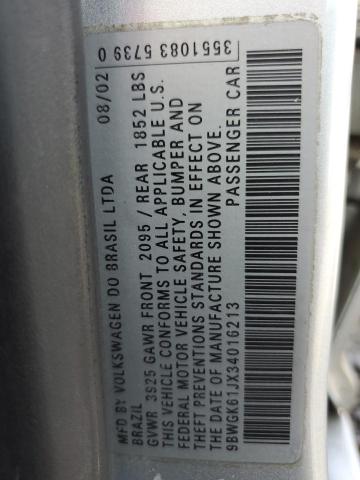 MFD BY VOLKSWAGEN DO BRASIL LTDA 08/02 3551083 5739 0
BRAZIL
GVWR 3925 GAWR FRONT 2095 / REAR 1852 LBS
THIS VEHICLE CONFORMS TO ALL APPLICABLE U.S.
FEDERAL MOTOR VEHICLE SAFETY, BUMPER AND
THEFT PREVENTIONS STANDARDS IN EFFECT ON
DATE OF MANUFACTURE SHOWN ABOVE.
9BWGK61JX34016213 PASSENGER CAR